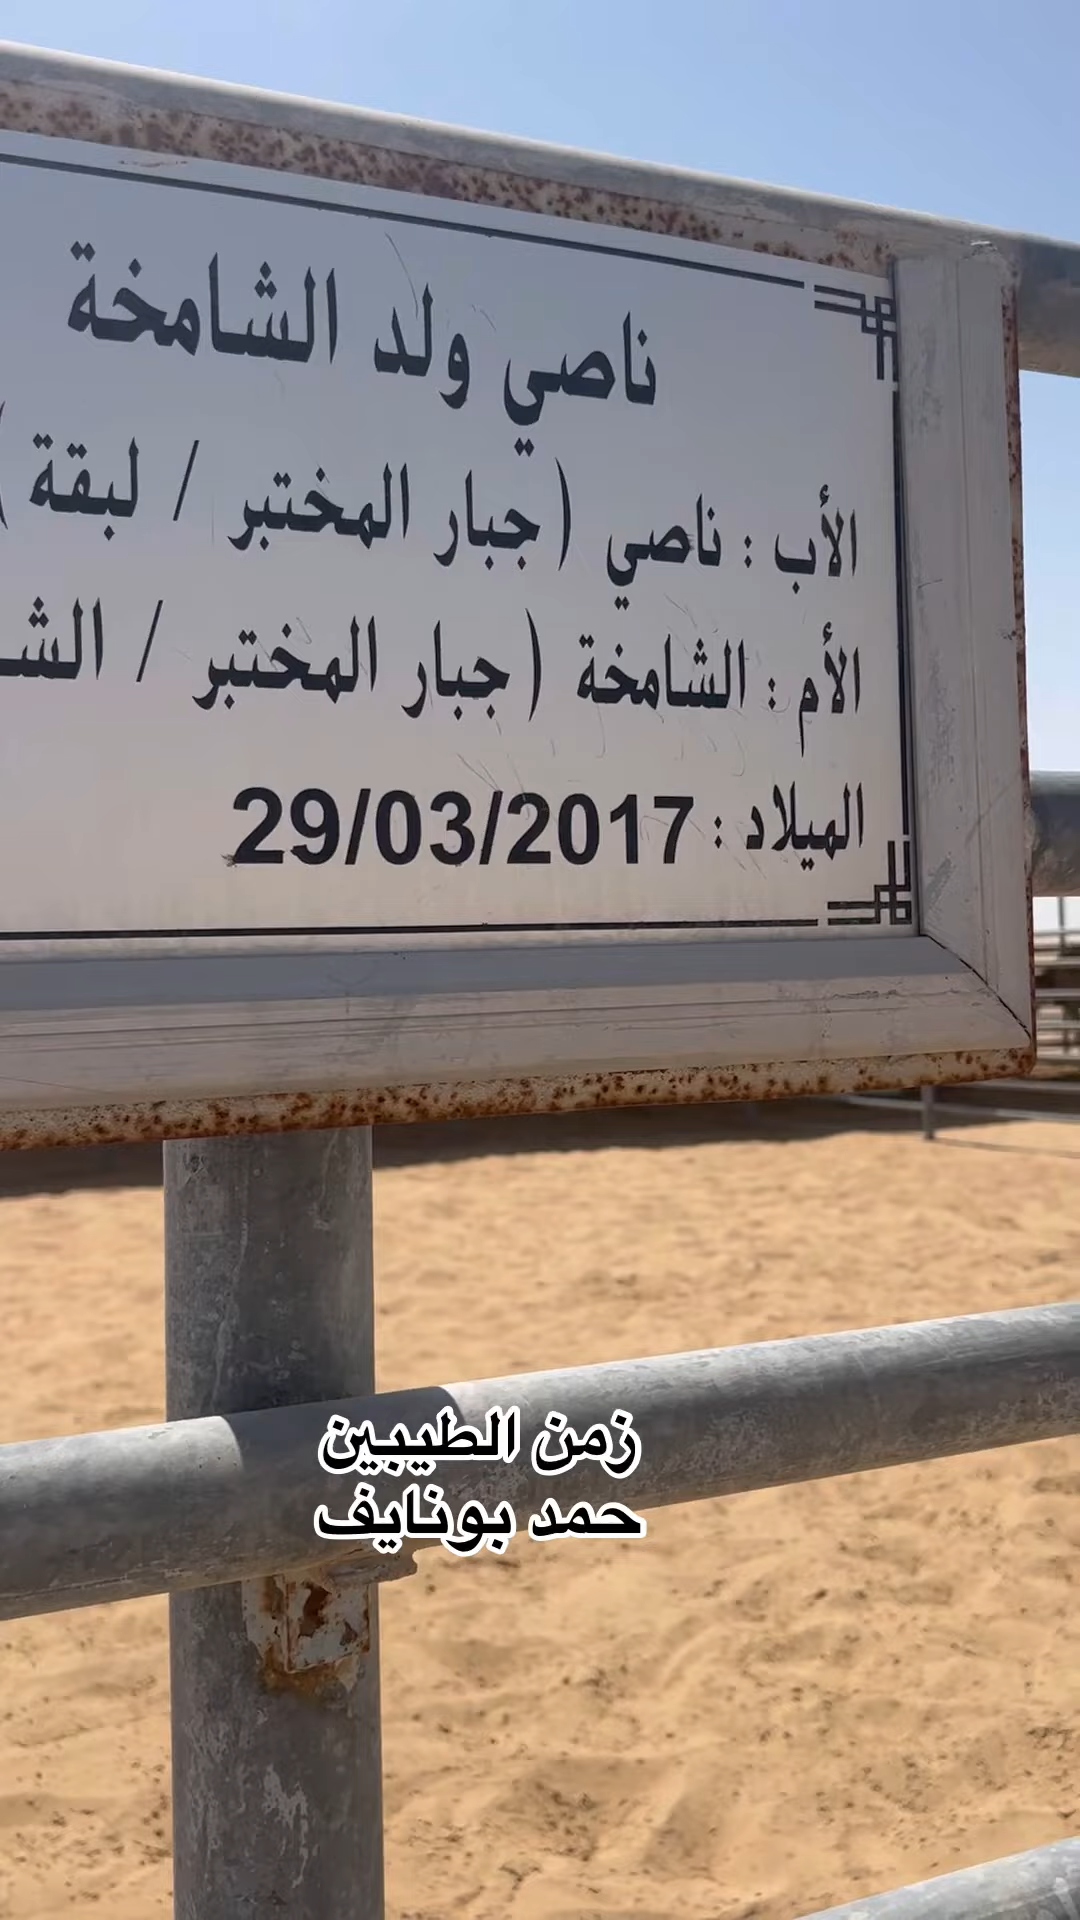 ناصي ولد الشامخة
الأب : ناصي (جبار المختبر / لبقة)
الأم : الشامخة (جبار المختبر /
الميلاد : 29/03/2017
زمن الطيبين
حمد بونايف